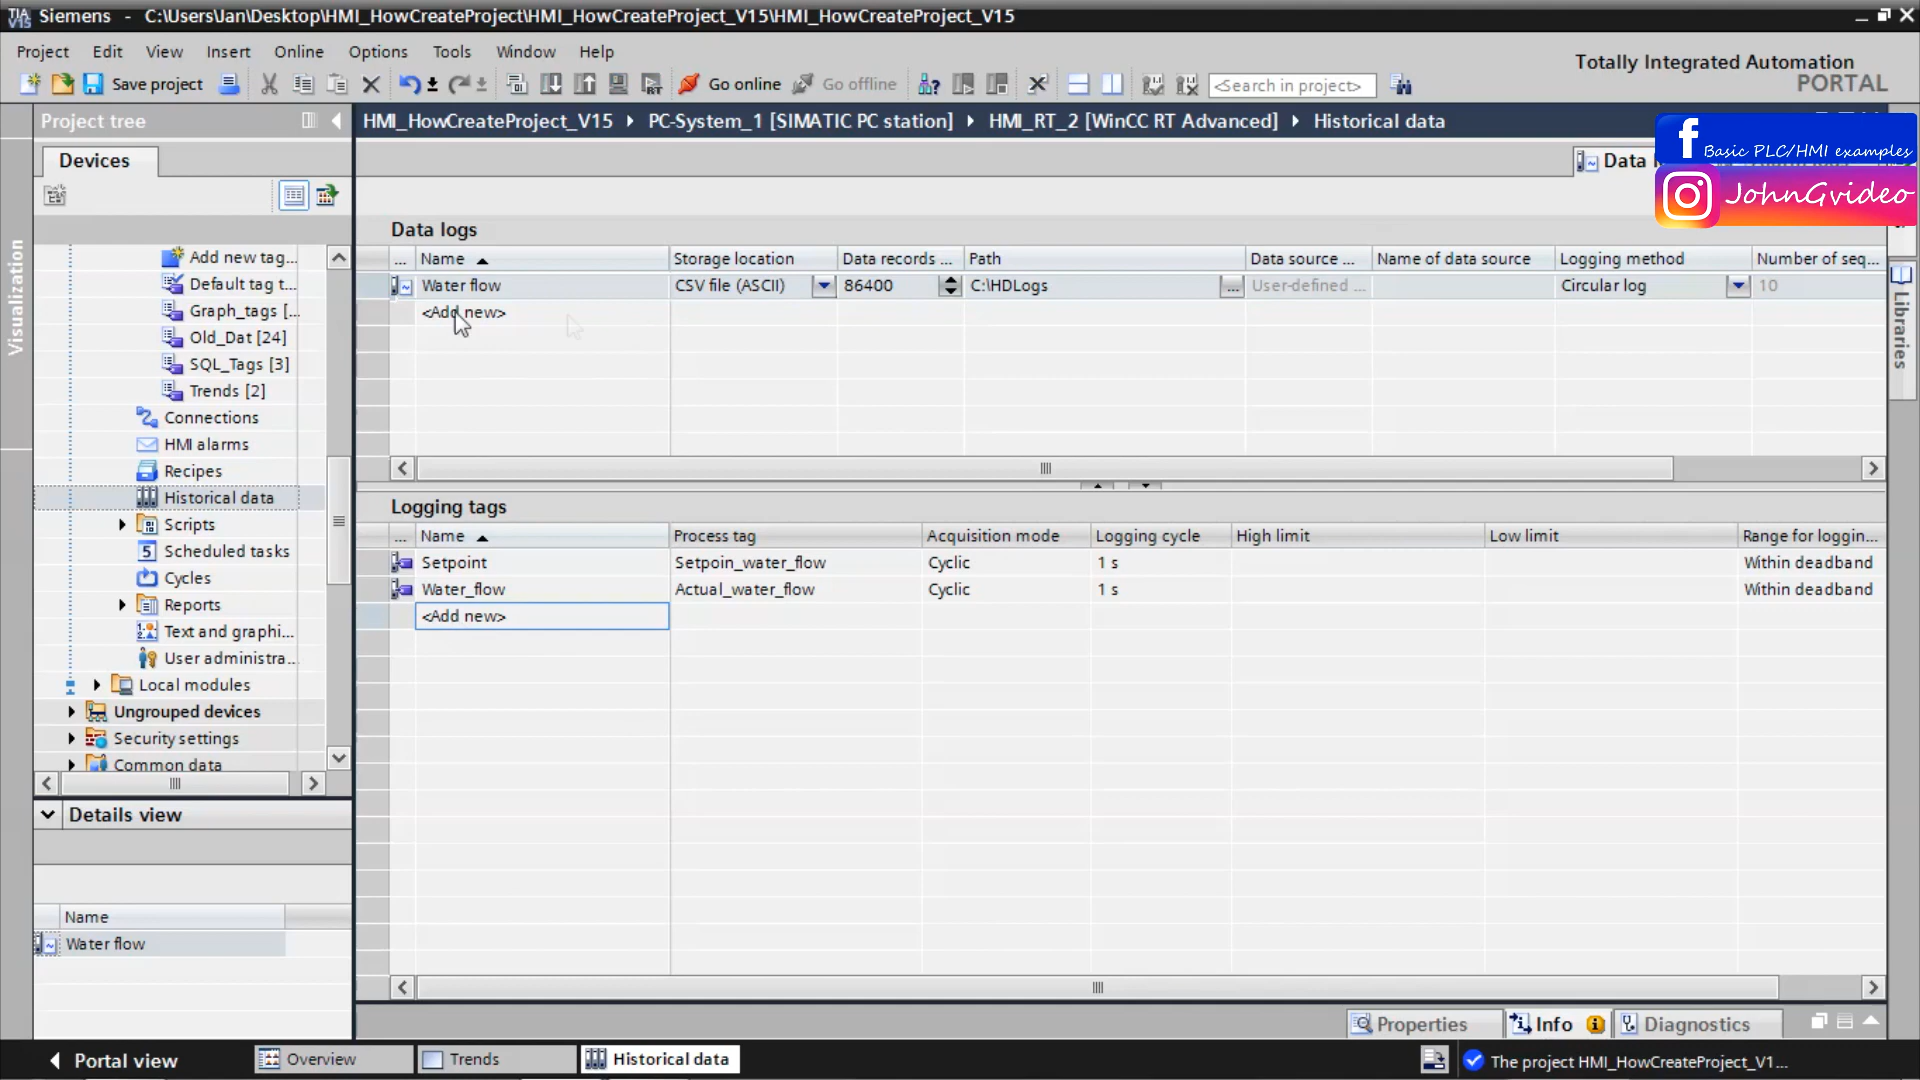 Siemens - C:\Users\Jan\Desktop\HMI_HowCreateProject\HMI_HowCreateProject_V15\HMI_HowCreateProject_V15
Project Edit View Insert Online Options Tools Window Help
Totally Integrated Automation
PORTAL
Save project
Go online
Go offline
<Search in project>
Project tree
HMI_HowCreateProject_V15 PC-System_1 [SIMATIC PC station] HMI_RT_2 [WinCC RT Advanced] Historical data
Basic PLC/HMI examples
JohnGvideo
Devices
Data
Visualization
Libraries
Add new tag...
Default tag t...
Graph_tags [...
Old_Dat [24]
SQL_Tags [3]
Trends [2]
Connections
HMI alarms
Recipes
Historical data
Scripts
Scheduled tasks
Cycles
Reports
Text and graphi...
User administra...
Local modules
Ungrouped devices
Security settings
Common data
Details view
Name
Water flow
Data logs
... Name Storage location Data records ... Path Data source ... Name of data source Logging method Number of seq...
Water flow CSV file (ASCII) 86400 C:\HDLogs ... User-defined ... Circular log 10
<Add new>
Logging tags
... Name Process tag Acquisition mode Logging cycle High limit Low limit Range for loggin...
Setpoint Setpoin_water_flow Cyclic 1 s Within deadband
Water_flow Actual_water_flow Cyclic 1 s Within deadband
<Add new>
Properties Info Diagnostics
Portal view Overview Trends Historical data
The project HMI_HowCreateProject_V1...